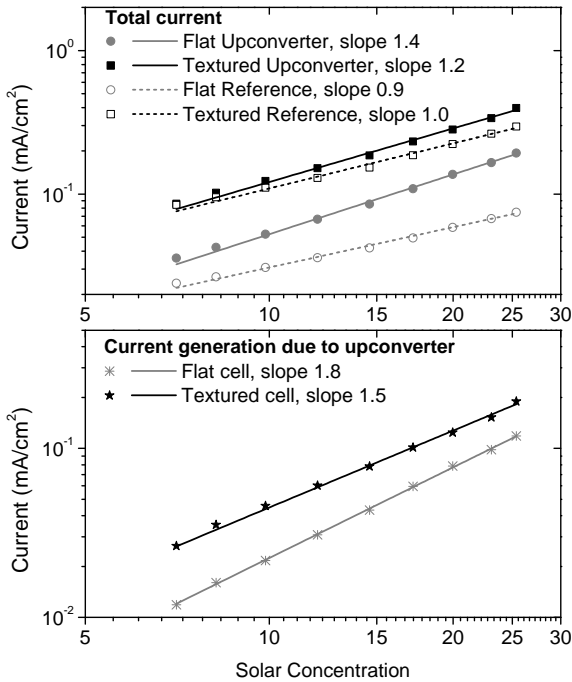 Total current
Flat Upconverter, slope 1.4
Textured Upconverter, slope 1.2
Flat Reference, slope 0.9
Textured Reference, slope 1.0
10⁰
10⁻¹
Current (mA/cm²)
5 10 15 20 25 30
Current generation due to upconverter
Flat cell, slope 1.8
Textured cell, slope 1.5
10⁻¹
10⁻²
Current (mA/cm²)
5 10 15 20 25 30
Solar Concentration